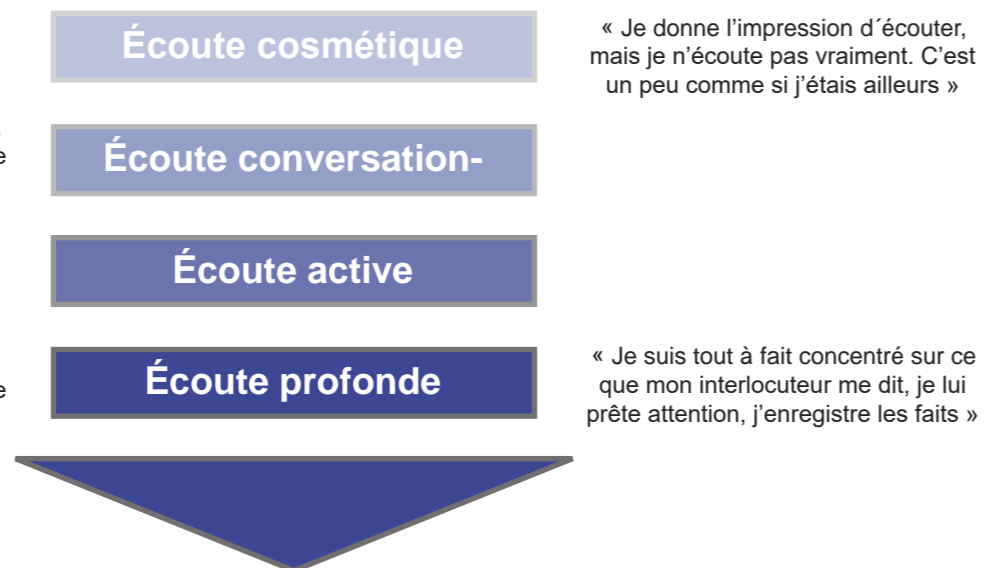 Écoute cosmétique
« Je donne l’impression d´écouter,
mais je n’écoute pas vraiment. C’est
un peu comme si j’étais ailleurs »
Écoute conversation-
Écoute active
Écoute profonde
« Je suis tout à fait concentré sur ce
que mon interlocuteur me dit, je lui
prête attention, j’enregistre les faits »